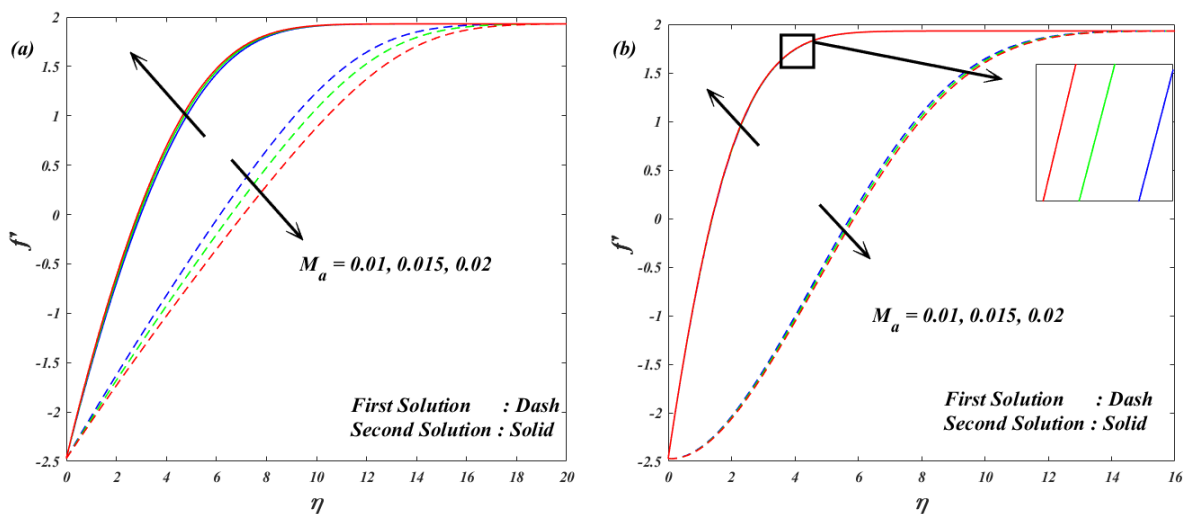 (a)
2
1.5
1
0.5
0
-0.5
-1
-1.5
-2
-2.5
f'
M_a = 0.01, 0.015, 0.02
First Solution : Dash
Second Solution : Solid
0 2 4 6 8 10 12 14 16 18 20
η
(b)
2
1.5
1
0.5
0
-0.5
-1
-1.5
-2
-2.5
f'
M_a = 0.01, 0.015, 0.02
First Solution : Dash
Second Solution : Solid
0 2 4 6 8 10 12 14 16
η